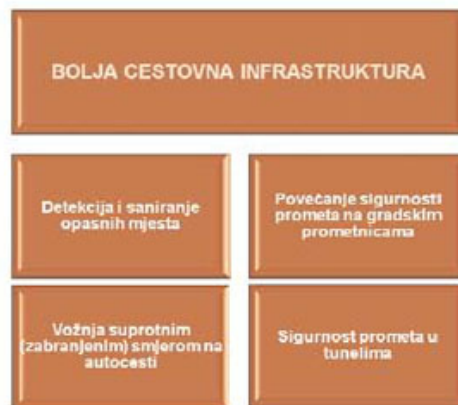 BOLJA CESTOVNA INFRASTRUKTURA
Detekcija i saniranje
opasnih mjesta
Povećanje sigurnosti
prometa na gradskim
prometnicama
Vožnja suprotnim
(zabranjenim) smjerom na
autocesti
Sigurnost prometa u
tunelima